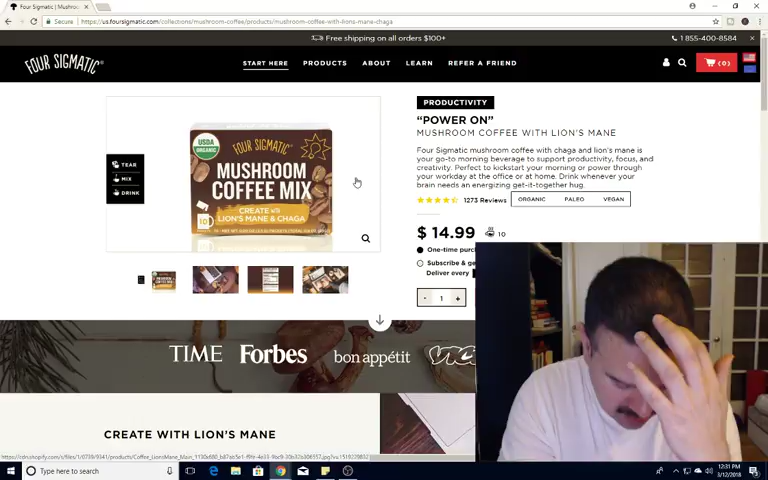 Four Sigmatic Mushroo
Secure
https://us.foursigmatic.com/collections/mushroom-coffee/products/mushroom-coffee-with-lions-mane-chaga
Free shipping on all orders $100+
1 855-400-8584
FOUR SIGMATIC
START HERE
PRODUCTS
ABOUT
LEARN
REFER A FRIEND
(0)
PRODUCTIVITY
"POWER ON"
MUSHROOM COFFEE WITH LION'S MANE
Four Sigmatic mushroom coffee with chaga and lion's mane is
your go-to morning beverage to support productivity, focus, and
creativity. Perfect to kickstart your morning or power through
your workday at the office or at home. Drink whenever your
brain needs an energizing get-it-together hug.
1273 Reviews
ORGANIC
PALEO
VEGAN
$ 14.99
10
One-time purc
Subscribe & ge
Deliver every
- 1 +
TEAR
MIX
DRINK
USDA
ORGANIC
FOUR SIGMATIC
MUSHROOM
COFFEE MIX
CREATE WITH
LION'S MANE & CHAGA
10
TIME
Forbes
bon appétit
VICE
CREATE WITH LION'S MANE
Type here to search
12:31 PM
3/12/2018